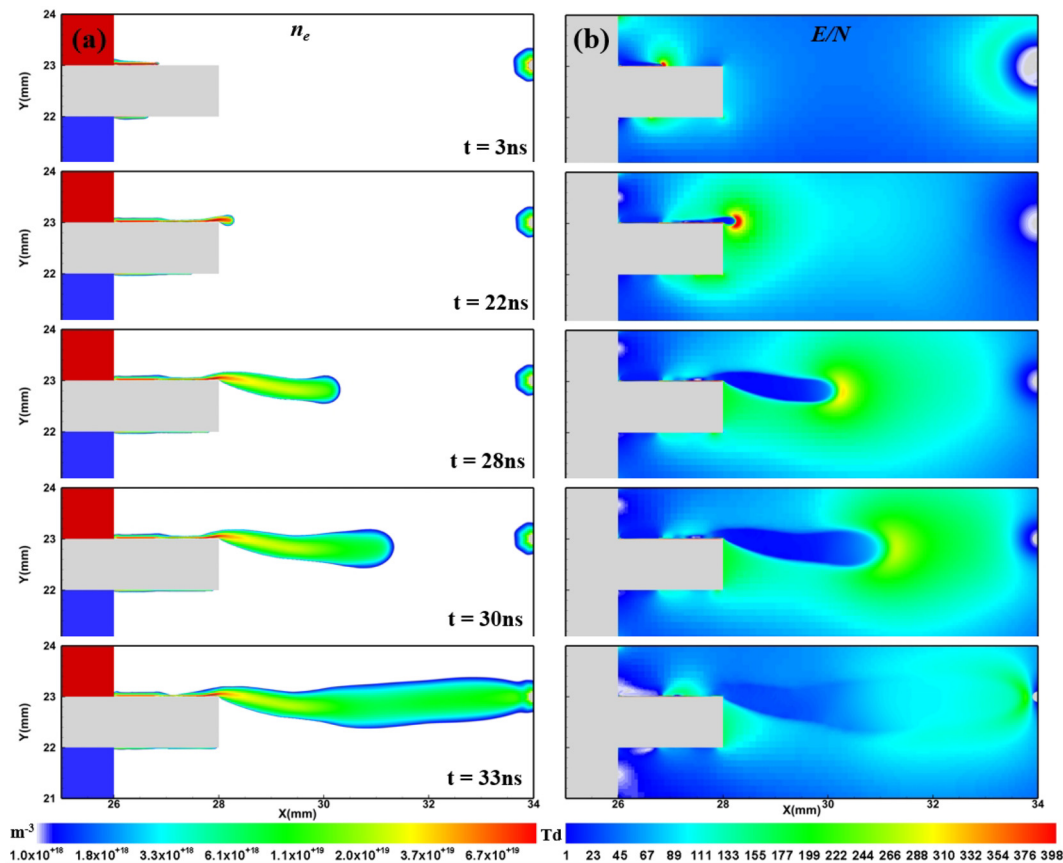 (a)
n_e
24
23
22
Y(mm)
t = 3ns
24
23
22
Y(mm)
t = 22ns
24
23
22
Y(mm)
t = 28ns
24
23
22
Y(mm)
t = 30ns
24
23
22
21
Y(mm)
t = 33ns
26 28 30 32 34
X(mm)
m⁻³
1.0x10⁺¹⁸ 1.8x10⁺¹⁸ 3.3x10⁺¹⁸ 6.1x10⁺¹⁸ 1.1x10⁺¹⁹ 2.0x10⁺¹⁹ 3.7x10⁺¹⁹ 6.7x10⁺¹⁹
(b)
E/N
26 28 30 32 34
X(mm)
Td
1 23 45 67 89 111 133 155 177 199 222 244 266 288 310 332 354 376